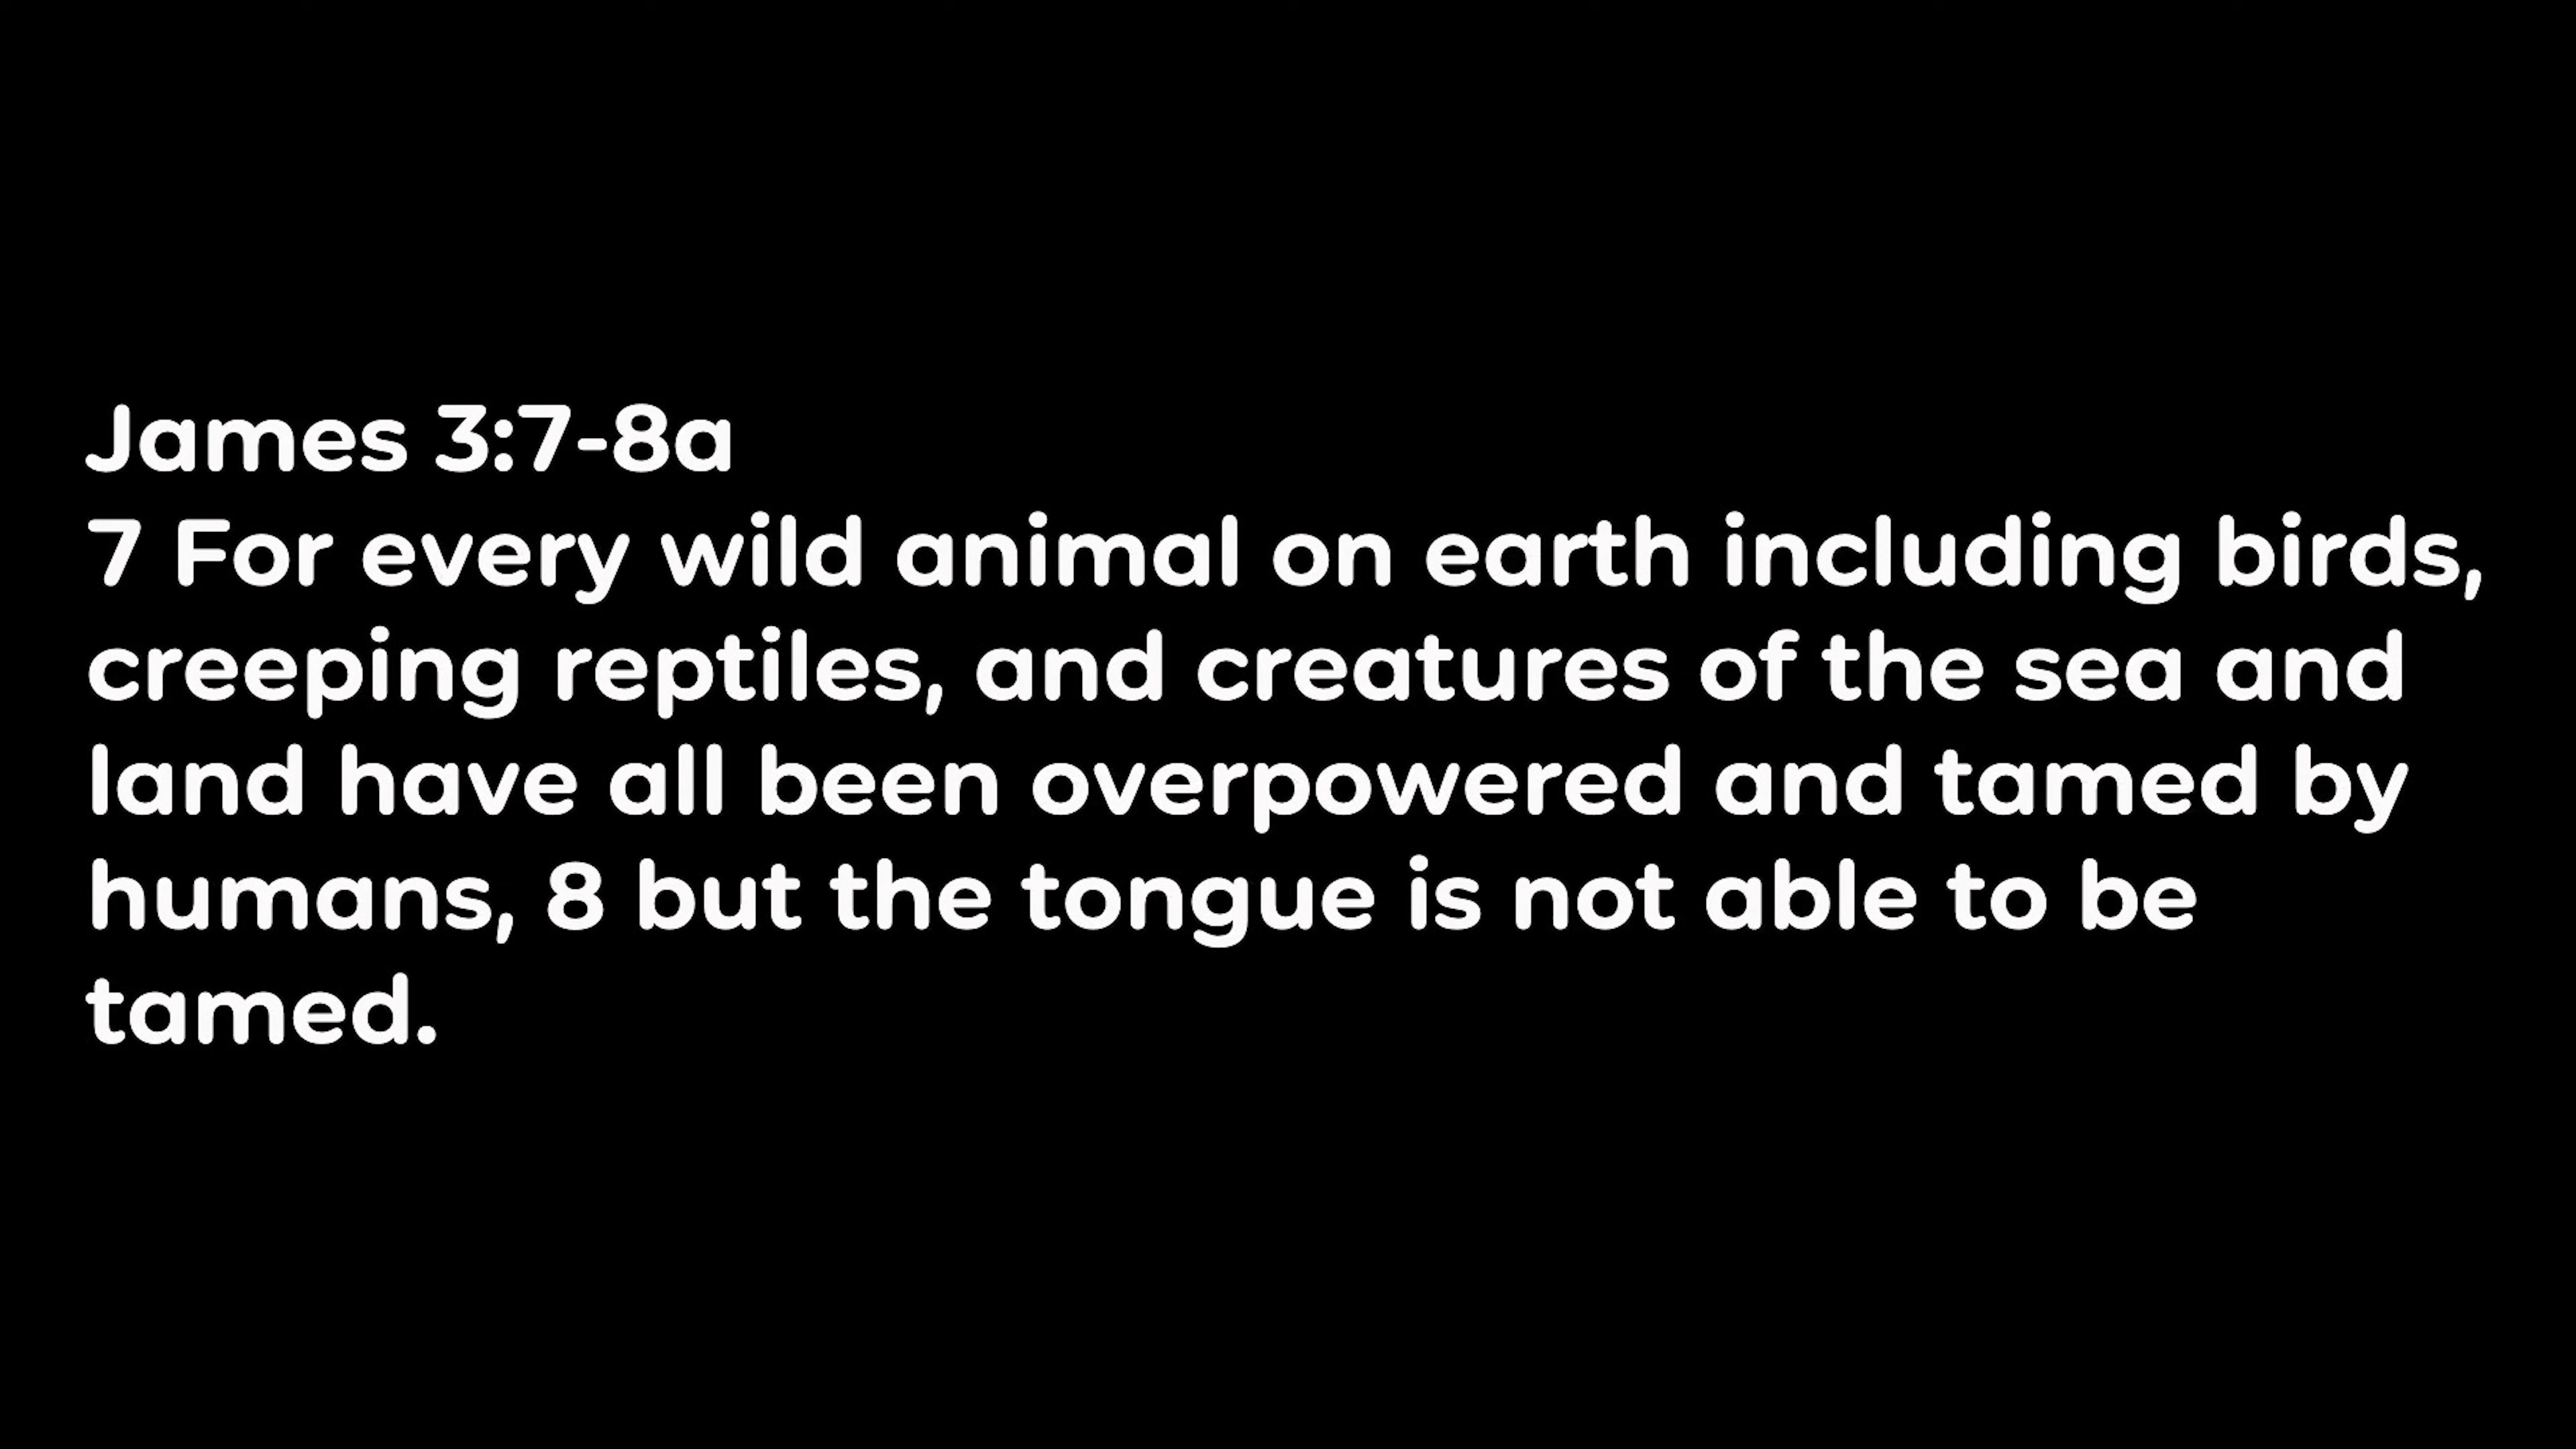 James 3:7-8a
7 For every wild animal on earth including birds,
creeping reptiles, and creatures of the sea and
land have all been overpowered and tamed by
humans, 8 but the tongue is not able to be
tamed.